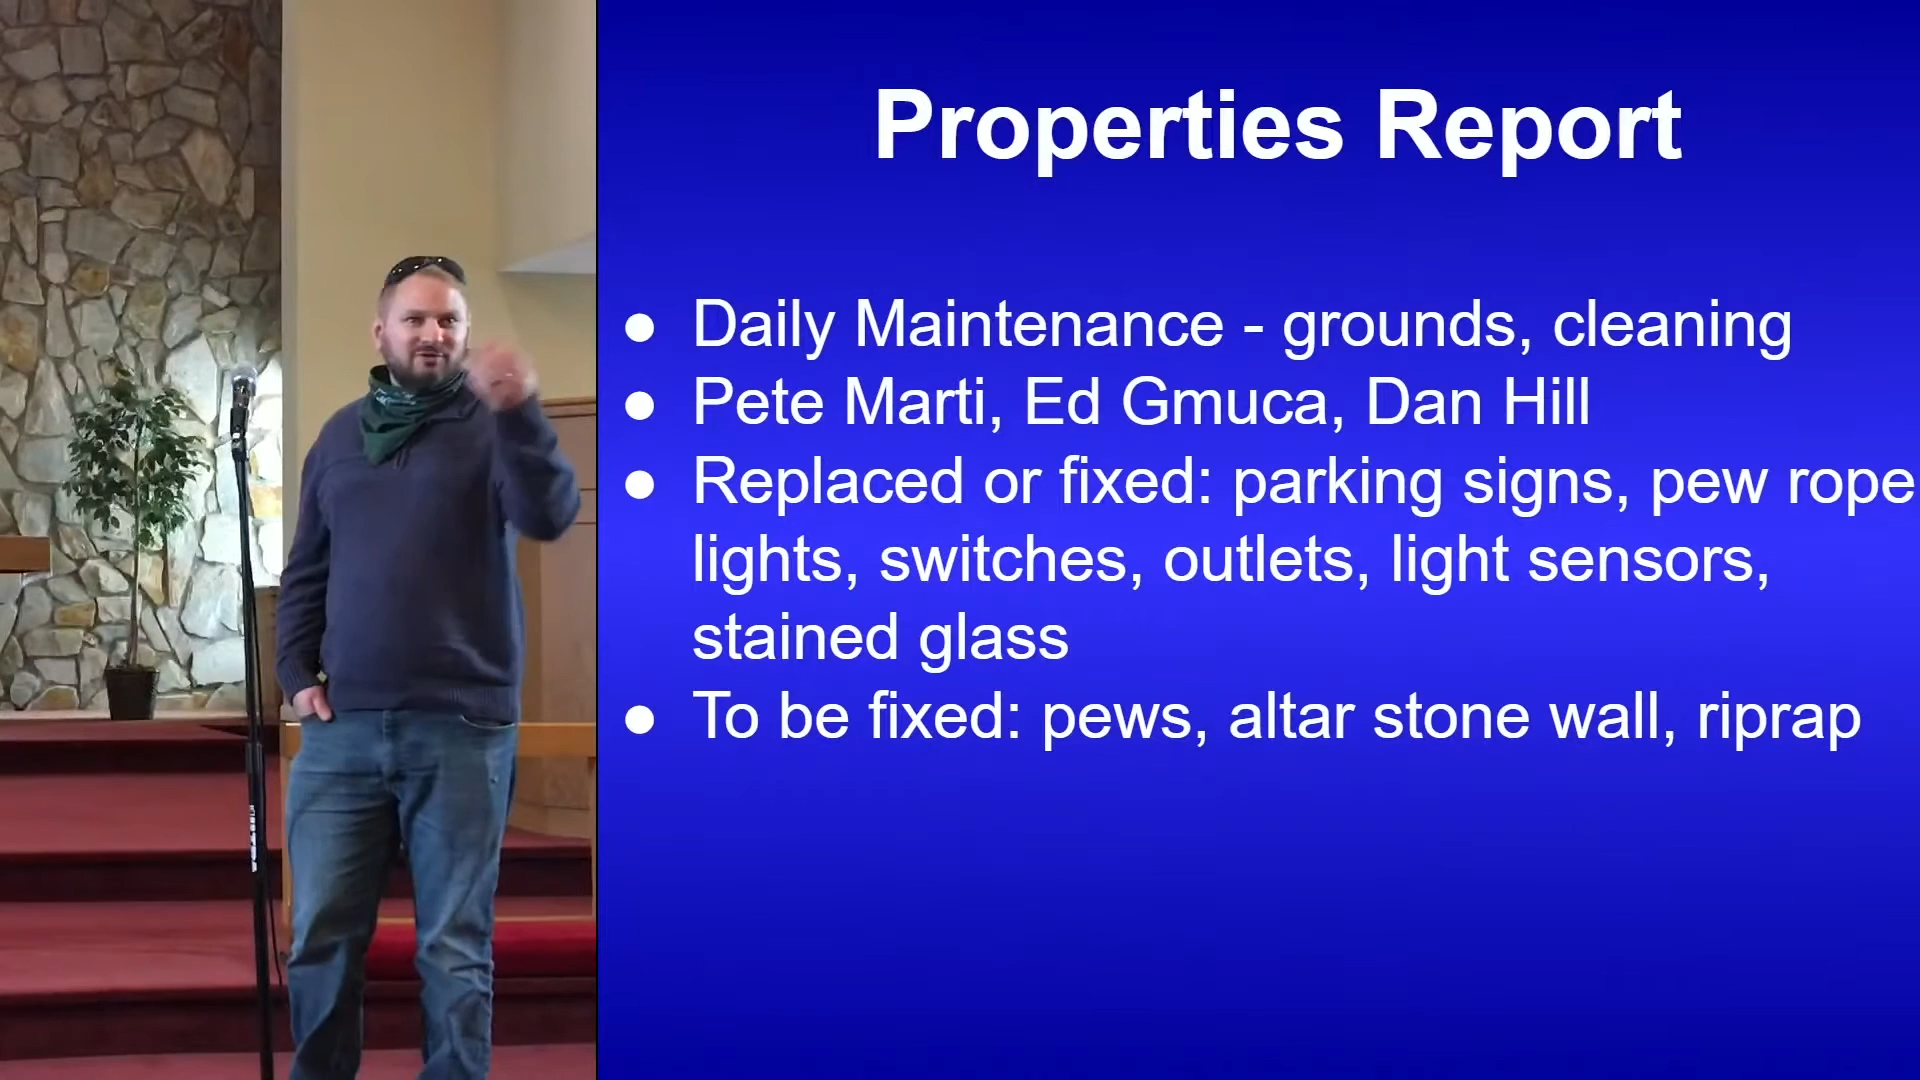 Properties Report
● Daily Maintenance - grounds, cleaning
● Pete Marti, Ed Gmuca, Dan Hill
● Replaced or fixed: parking signs, pew rope
lights, switches, outlets, light sensors,
stained glass
● To be fixed: pews, altar stone wall, riprap